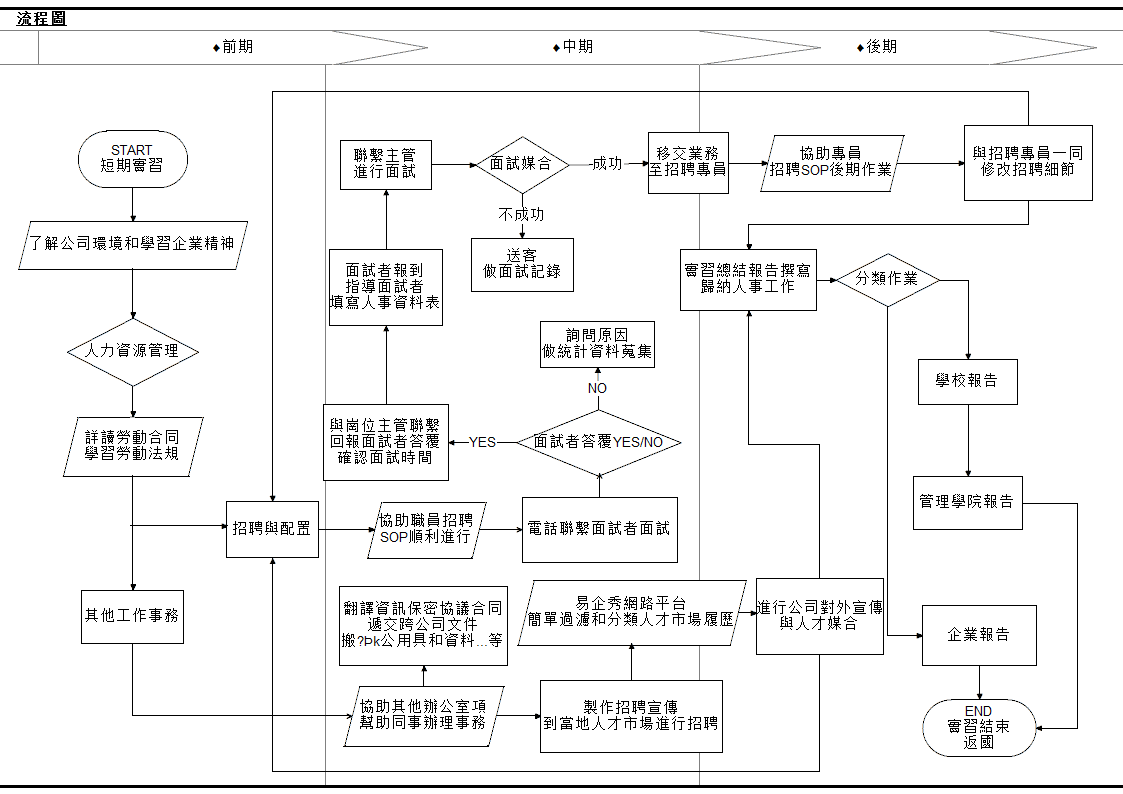 流程圖
♦前期
♦中期
♦後期
START
短期實習
了解公司環境和學習企業精神
人力資源管理
詳讀勞動合同
學習勞動法規
其他工作事務
招聘與配置
聯繫主管
進行面試
面試媒合
成功
不成功
送客
做面試記錄
面試者報到
指導面試者
填寫人事資料表
詢問原因
做統計資料蒐集
NO
與崗位主管聯繫
回報面試者答覆
確認面試時間
YES
面試者答覆YES/NO
協助職員招聘
SOP順利進行
電話聯繫面試者面試
翻譯資訊保密協議合同
遞交跨公司文件
搬?Þk公用具和資料...等
協助其他辦公室項
幫助同事辦理事務
易企秀網路平台
簡單過濾和分類人才市場履歷
製作招聘宣傳
到當地人才市場進行招聘
移交業務
至招聘專員
協助專員
招聘SOP後期作業
與招聘專員一同
修改招聘細節
實習總結報告撰寫
歸納人事工作
分類作業
學校報告
管理學院報告
進行公司對外宣傳
與人才媒合
企業報告
END
實習結束
返國